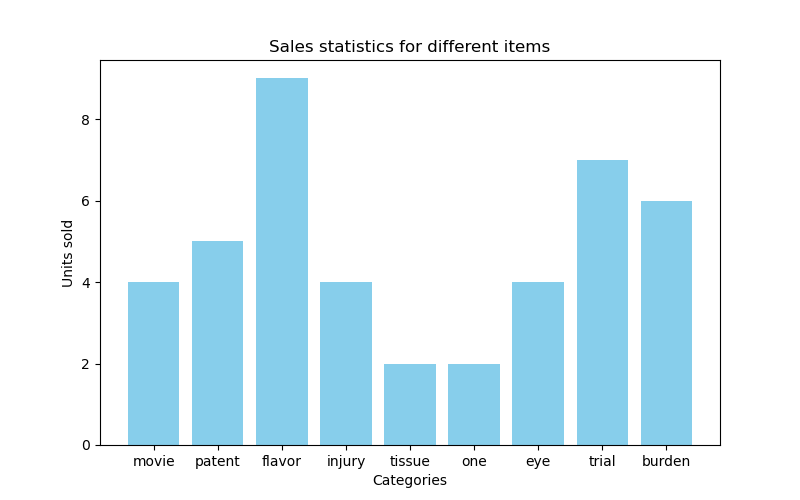 Sales statistics for different items
Units sold
8
6
4
2
0
movie patent flavor injury tissue one eye trial burden
Categories